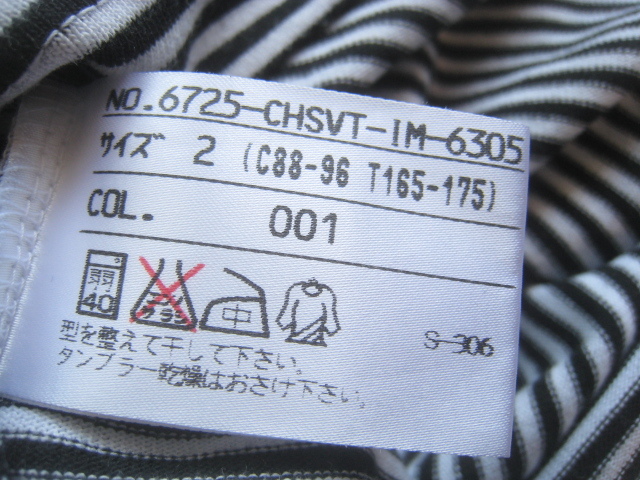 NO.6725-CHSVT-IM-6305
サイズ 2 (C88-96 T165-175)
COL. 001
40
中
S-306
型を整えて干して下さい。
タンブラー乾燥はおさけ下さい。